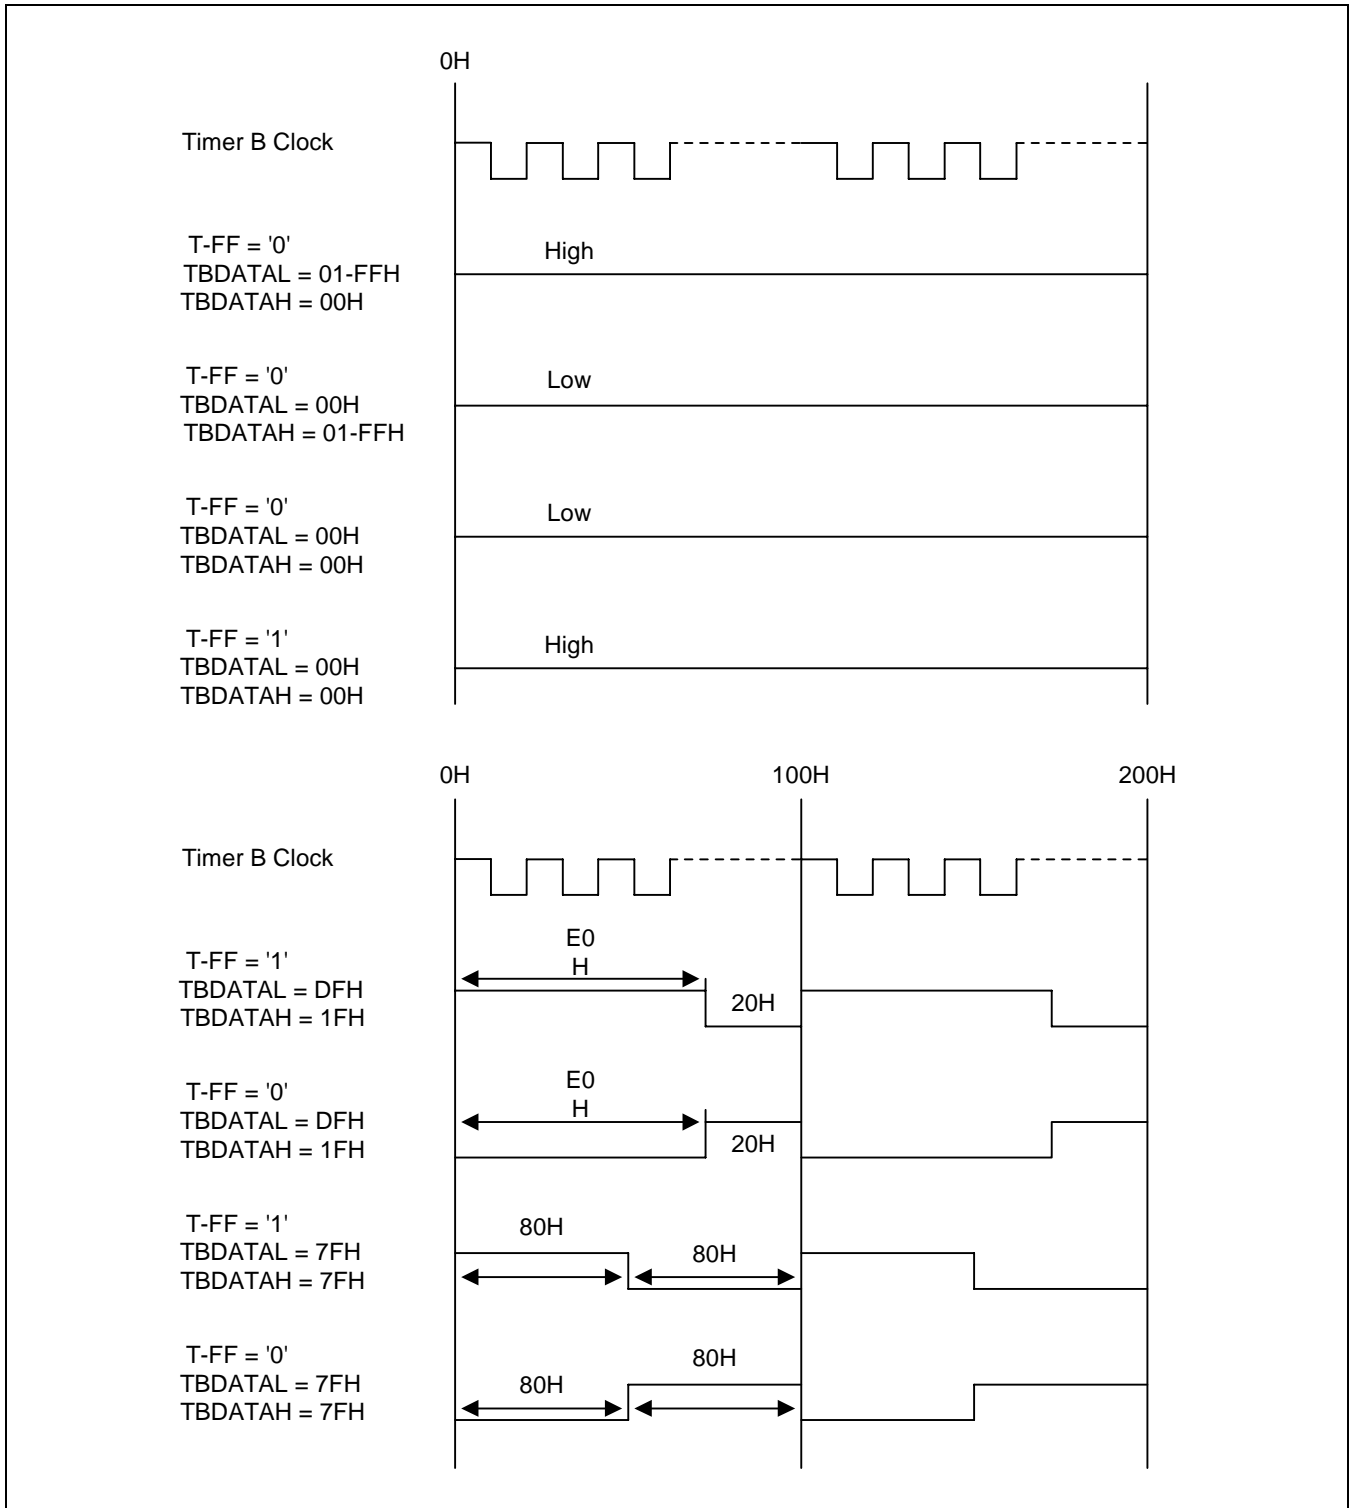 0H
Timer B Clock
T-FF = '0'
High
TBDATAL = 01-FFH
TBDATAH = 00H
T-FF = '0'
Low
TBDATAL = 00H
TBDATAH = 01-FFH
T-FF = '0'
Low
TBDATAL = 00H
TBDATAH = 00H
T-FF = '1'
High
TBDATAL = 00H
TBDATAH = 00H
0H 100H 200H
Timer B Clock
E0
H
T-FF = '1'
TBDATAL = DFH
20H
TBDATAH = 1FH
E0
H
T-FF = '0'
TBDATAL = DFH
20H
TBDATAH = 1FH
T-FF = '1'
80H
TBDATAL = 7FH
80H
TBDATAH = 7FH
T-FF = '0'
80H
TBDATAL = 7FH
80H
TBDATAH = 7FH